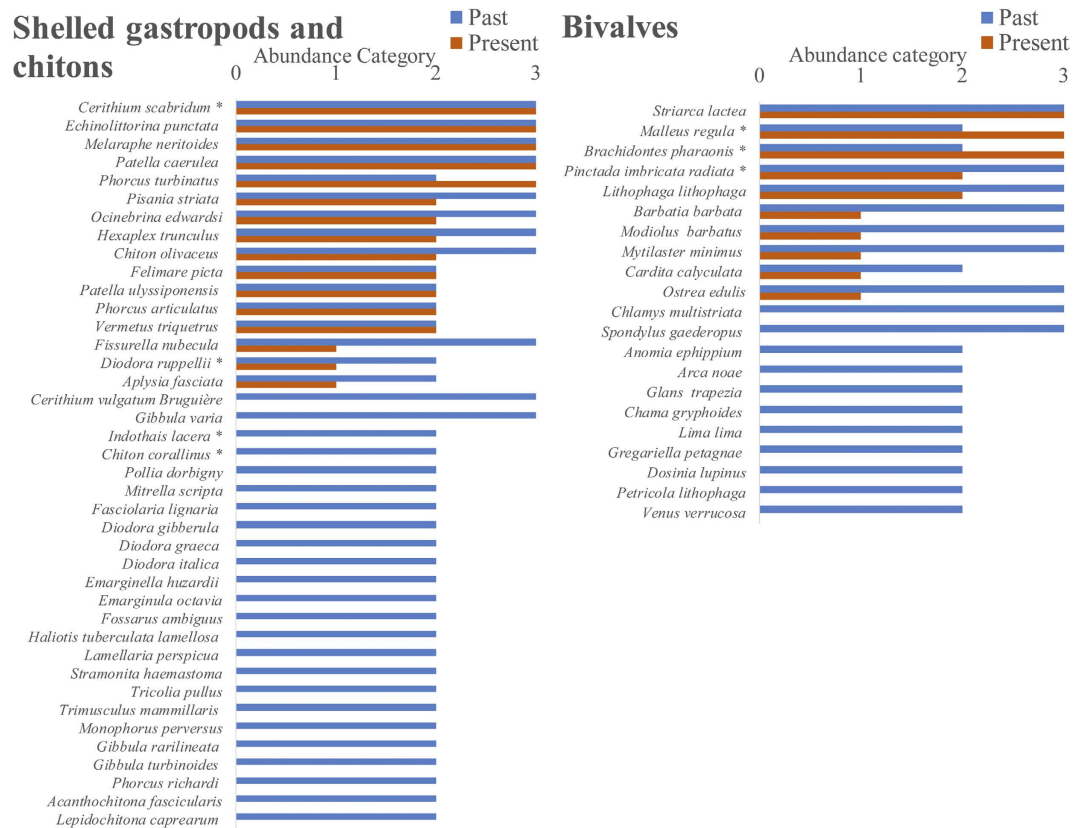 Shelled gastropods and
chitons
Past
Present
Abundance Category
0 1 2 3
Cerithium scabridum *
Echinolittorina punctata
Melaraphe neritoides
Patella caerulea
Phorcus turbinatus
Pisania striata
Ocinebrina edwardsi
Hexaplex trunculus
Chiton olivaceus
Felimare picta
Patella ulyssiponensis
Phorcus articulatus
Vermetus triquetrus
Fissurella nubecula
Diodora ruppellii *
Aplysia fasciata
Cerithium vulgatum Bruguière
Gibbula varia
Indothais lacera *
Chiton corallinus *
Pollia dorbigny
Mitrella scripta
Fasciolaria lignaria
Diodora gibberula
Diodora graeca
Diodora italica
Emarginella huzardii
Emarginula octavia
Fossarus ambiguus
Haliotis tuberculata lamellosa
Lamellaria perspicua
Stramonita haemastoma
Tricolia pullus
Trimusculus mammillaris
Monophorus perversus
Gibbula rarilineata
Gibbula turbinoides
Phorcus richardi
Acanthochitona fascicularis
Lepidochitona caprearum
Bivalves
Past
Present
Abundance category
0 1 2 3
Striarca lactea
Malleus regula *
Brachidontes pharaonis *
Pinctada imbricata radiata *
Lithophaga lithophaga
Barbatia barbata
Modiolus barbatus
Mytilaster minimus
Cardita calyculata
Ostrea edulis
Chlamys multistriata
Spondylus gaederopus
Anomia ephippium
Arca noae
Glans trapezia
Chama gryphoides
Lima lima
Gregariella petagnae
Dosinia lupinus
Petricola lithophaga
Venus verrucosa